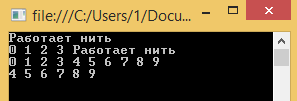 file:///C:/Users/1/Docu...
Работает нить
0 1 2 3 Работает нить
0 1 2 3 4 5 6 7 8 9
4 5 6 7 8 9